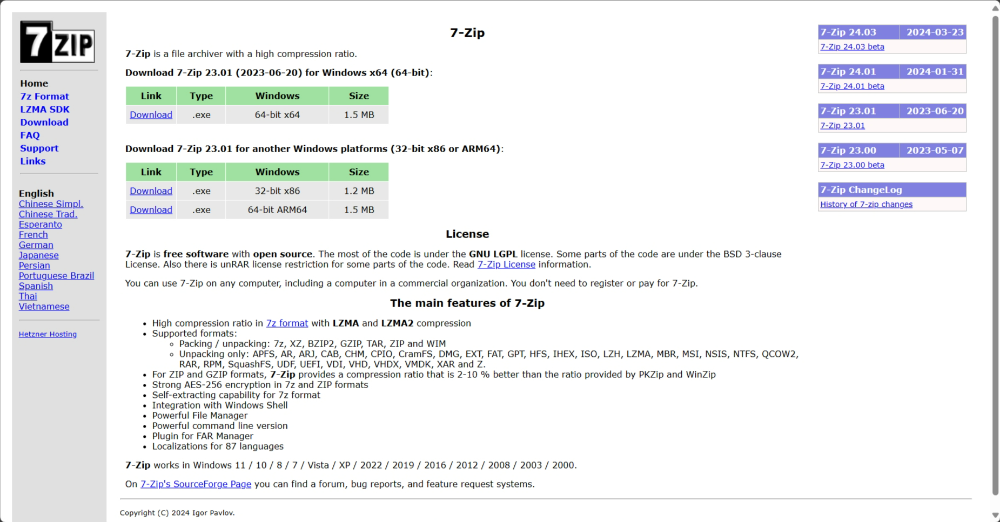 7 ZIP
Home
7z Format
LZMA SDK
Download
FAQ
Support
Links
English
Chinese Simpl.
Chinese Trad.
Esperanto
French
German
Japanese
Persian
Portuguese Brazil
Spanish
Thai
Vietnamese
Hetzner Hosting
7-Zip
7-Zip is a file archiver with a high compression ratio.
Download 7-Zip 23.01 (2023-06-20) for Windows x64 (64-bit):
Link Type Windows Size
Download .exe 64-bit x64 1.5 MB
Download 7-Zip 23.01 for another Windows platforms (32-bit x86 or ARM64):
Link Type Windows Size
Download .exe 32-bit x86 1.2 MB
Download .exe 64-bit ARM64 1.5 MB
License
7-Zip is free software with open source. The most of the code is under the GNU LGPL license. Some parts of the code are under the BSD 3-clause
License. Also there is unRAR license restriction for some parts of the code. Read 7-Zip License information.
You can use 7-Zip on any computer, including a computer in a commercial organization. You don't need to register or pay for 7-Zip.
The main features of 7-Zip
• High compression ratio in 7z format with LZMA and LZMA2 compression
• Supported formats:
◦ Packing / unpacking: 7z, XZ, BZIP2, GZIP, TAR, ZIP and WIM
◦ Unpacking only: APFS, AR, ARJ, CAB, CHM, CPIO, CramFS, DMG, EXT, FAT, GPT, HFS, IHEX, ISO, LZH, LZMA, MBR, MSI, NSIS, NTFS, QCOW2,
RAR, RPM, SquashFS, UDF, UEFI, VDI, VHD, VHDX, VMDK, XAR and Z.
• For ZIP and GZIP formats, 7-Zip provides a compression ratio that is 2-10 % better than the ratio provided by PKZip and WinZip
• Strong AES-256 encryption in 7z and ZIP formats
• Self-extracting capability for 7z format
• Integration with Windows Shell
• Powerful File Manager
• Powerful command line version
• Plugin for FAR Manager
• Localizations for 87 languages
7-Zip works in Windows 11 / 10 / 8 / 7 / Vista / XP / 2022 / 2019 / 2016 / 2012 / 2008 / 2003 / 2000.
On 7-Zip's SourceForge Page you can find a forum, bug reports, and feature request systems.
Copyright (C) 2024 Igor Pavlov.
7-Zip 24.03 2024-03-23
7-Zip 24.03 beta
7-Zip 24.01 2024-01-31
7-Zip 24.01 beta
7-Zip 23.01 2023-06-20
7-Zip 23.01
7-Zip 23.00 2023-05-07
7-Zip 23.00 beta
7-Zip ChangeLog
History of 7-zip changes